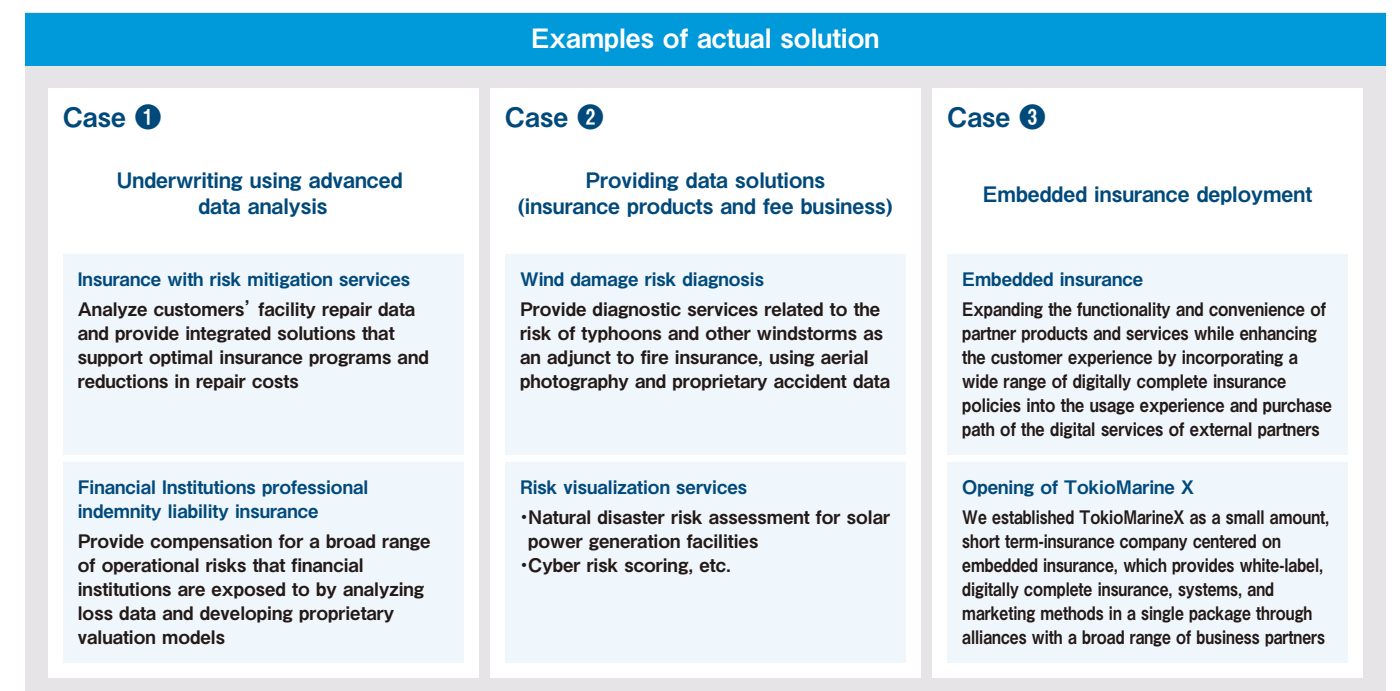 Examples of actual solution
Case ❶
Underwriting using advanced
data analysis
Insurance with risk mitigation services
Analyze customers’ facility repair data
and provide integrated solutions that
support optimal insurance programs and
reductions in repair costs
Financial Institutions professional
indemnity liability insurance
Provide compensation for a broad range
of operational risks that financial
institutions are exposed to by analyzing
loss data and developing proprietary
valuation models
Case ❷
Providing data solutions
(insurance products and fee business)
Wind damage risk diagnosis
Provide diagnostic services related to the
risk of typhoons and other windstorms as
an adjunct to fire insurance, using aerial
photography and proprietary accident data
Risk visualization services
・Natural disaster risk assessment for solar
power generation facilities
・Cyber risk scoring, etc.
Case ❸
Embedded insurance deployment
Embedded insurance
Expanding the functionality and convenience of
partner products and services while enhancing
the customer experience by incorporating a
wide range of digitally complete insurance
policies into the usage experience and purchase
path of the digital services of external partners
Opening of TokioMarine X
We established TokioMarineX as a small amount,
short term-insurance company centered on
embedded insurance, which provides white-label,
digitally complete insurance, systems, and
marketing methods in a single package through
alliances with a broad range of business partners